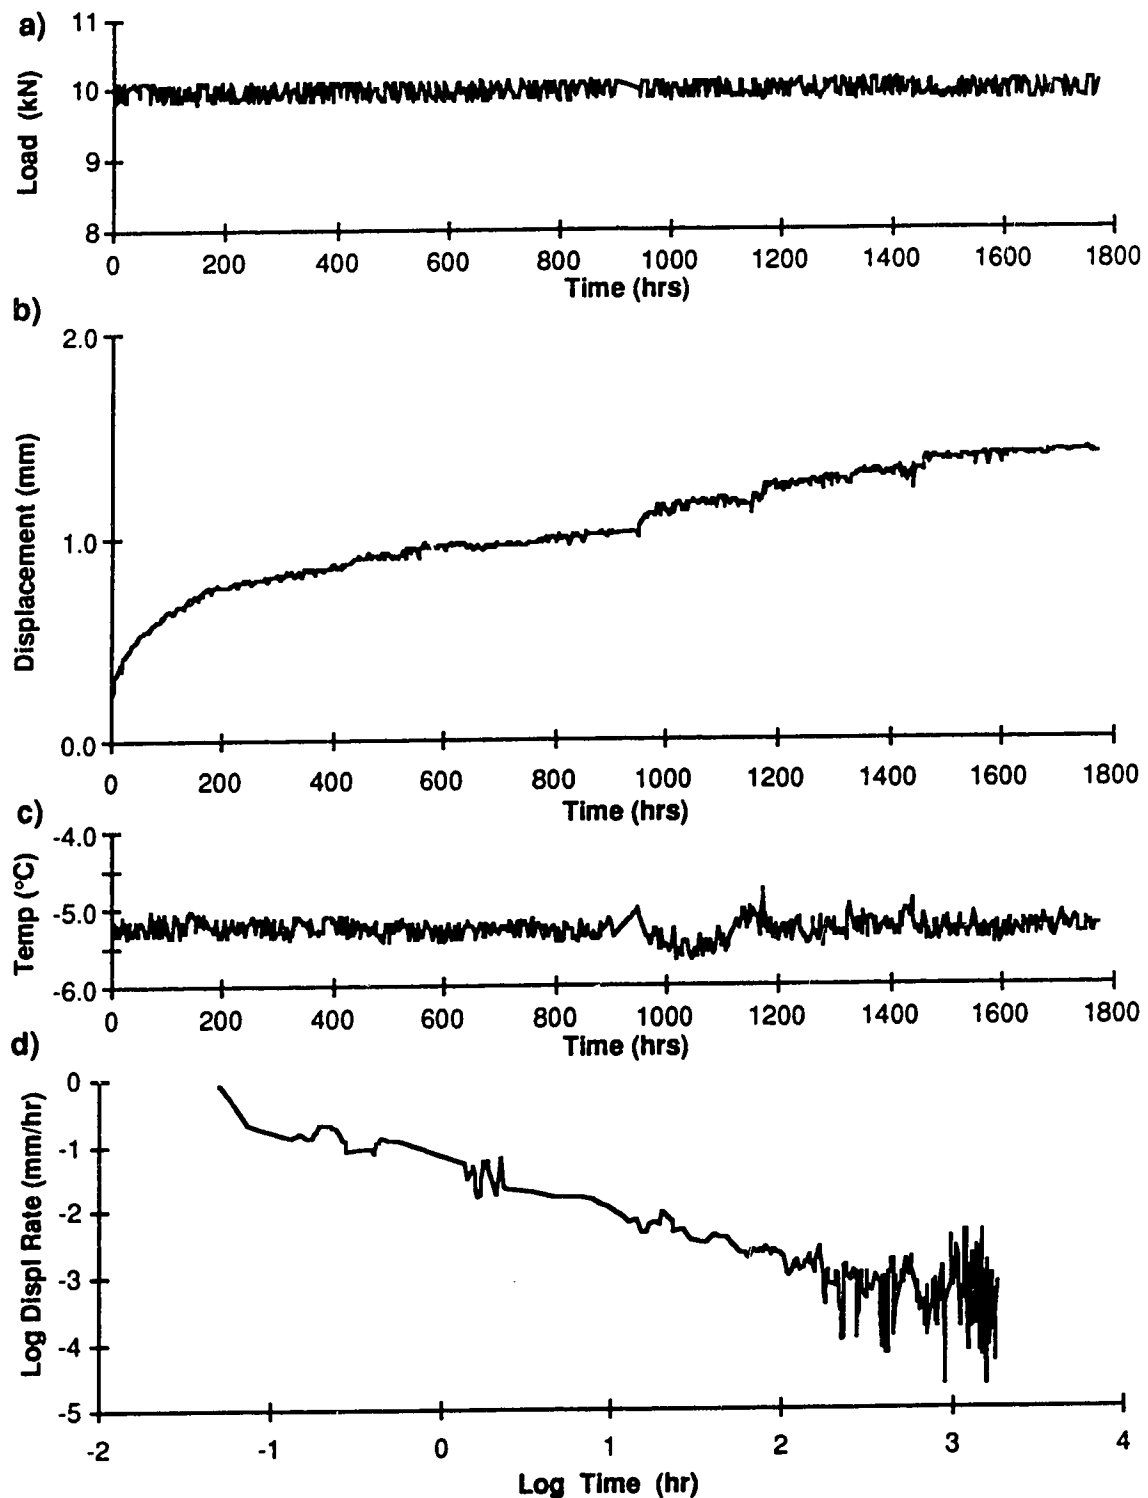 a)
11
10
9
8
Load (kN)
0 200 400 600 800 1000 1200 1400 1600 1800
Time (hrs)
b)
2.0
1.0
0.0
Displacement (mm)
0 200 400 600 800 1000 1200 1400 1600 1800
Time (hrs)
c)
-4.0
-5.0
-6.0
Temp (°C)
0 200 400 600 800 1000 1200 1400 1600 1800
Time (hrs)
d)
0
-1
-2
-3
-4
-5
Log Displ Rate (mm/hr)
-2 -1 0 1 2 3 4
Log Time (hr)